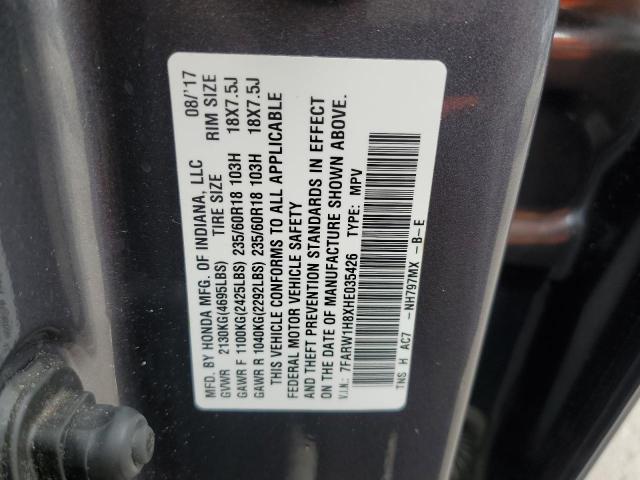 MFD. BY HONDA MFG. OF INDIANA, LLC 08/'17
GVWR 2130KG(4695LBS) TIRE SIZE RIM SIZE
GAWR F 1100KG(2425LBS) 235/60R18 103H 18X7.5J
GAWR R 1040KG(2292LBS) 235/60R18 103H 18X7.5J
THIS VEHICLE CONFORMS TO ALL APPLICABLE
FEDERAL MOTOR VEHICLE SAFETY
AND THEFT PREVENTION STANDARDS IN EFFECT
ON THE DATE OF MANUFACTURE SHOWN ABOVE.
V.I.N.: 7FARW1H8XHE035426 TYPE: MPV
TNS H AC7 -NH797MX -B-E